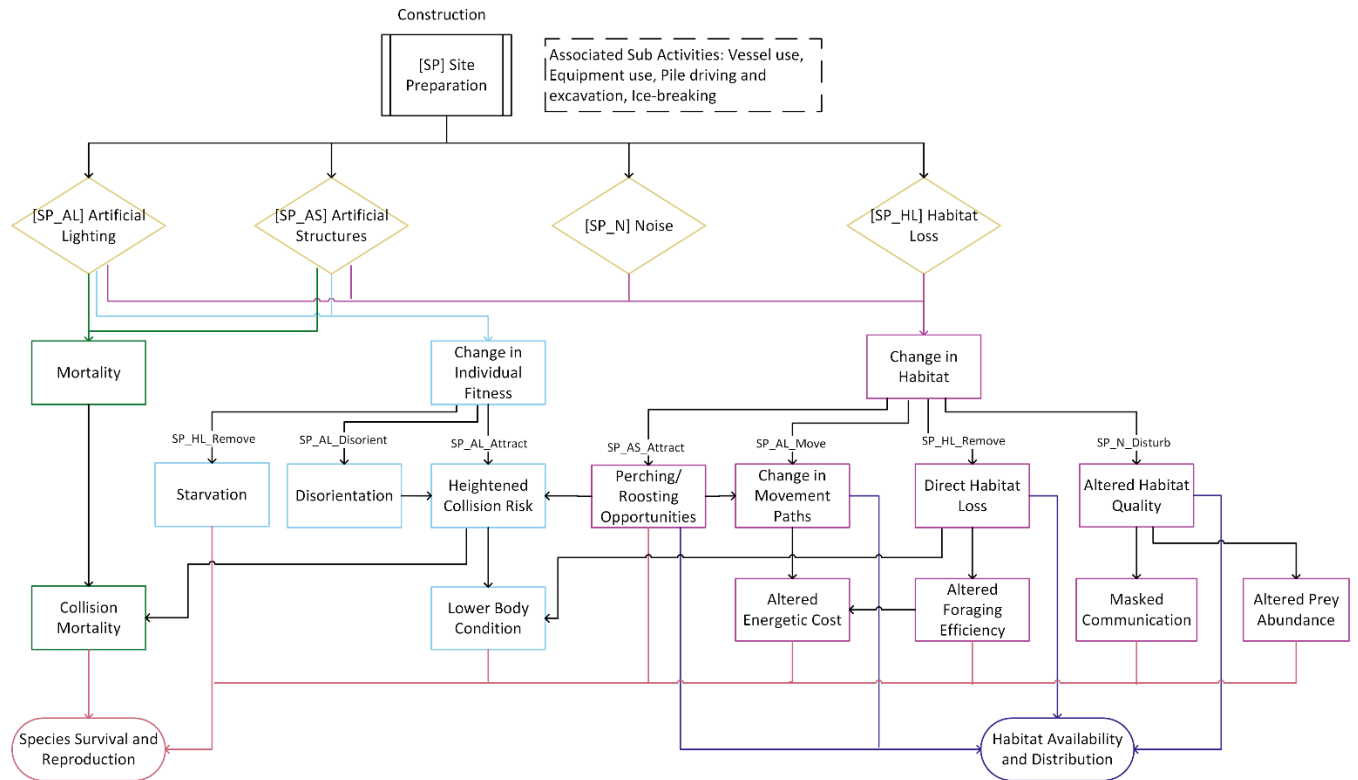 Construction
[SP] Site
Preparation
Associated Sub Activities: Vessel use,
Equipment use, Pile driving and
excavation, Ice-breaking
[SP_AL] Artificial
Lighting
[SP_AS] Artificial
Structures
[SP_N] Noise
[SP_HL] Habitat
Loss
Mortality
Change in
Individual
Fitness
Change in
Habitat
SP_HL_Remove
SP_AL_Disorient
SP_AL_Attract
SP_AS_Attract
SP_AL_Move
SP_HL_Remove
SP_N_Disturb
Starvation
Disorientation
Heightened
Collision Risk
Perching/
Roosting
Opportunities
Change in
Movement
Paths
Direct Habitat
Loss
Altered Habitat
Quality
Collision
Mortality
Lower Body
Condition
Altered
Energetic Cost
Altered
Foraging
Efficiency
Masked
Communication
Altered Prey
Abundance
Species Survival and
Reproduction
Habitat Availability
and Distribution